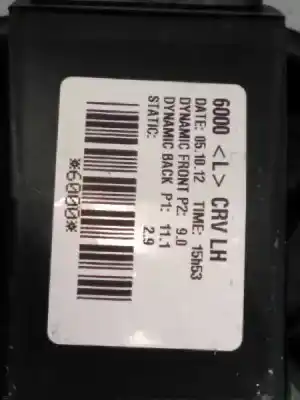 6000 <L> CRV LH
DATE: 05.10.12 TIME: 15h53
DYNAMIC FRONT P2: 9.0
DYNAMIC BACK P1: 11.1
STATIC: 2.9
*6000*